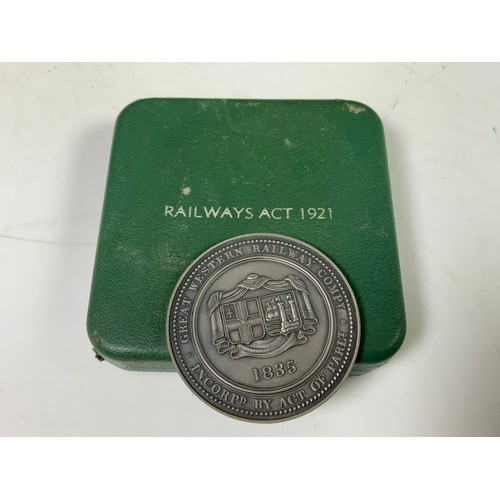 RAILWAYS ACT 1921
GREAT WESTERN RAILWAY COMPY
1835
INCORPD BY ACT OF PARLT